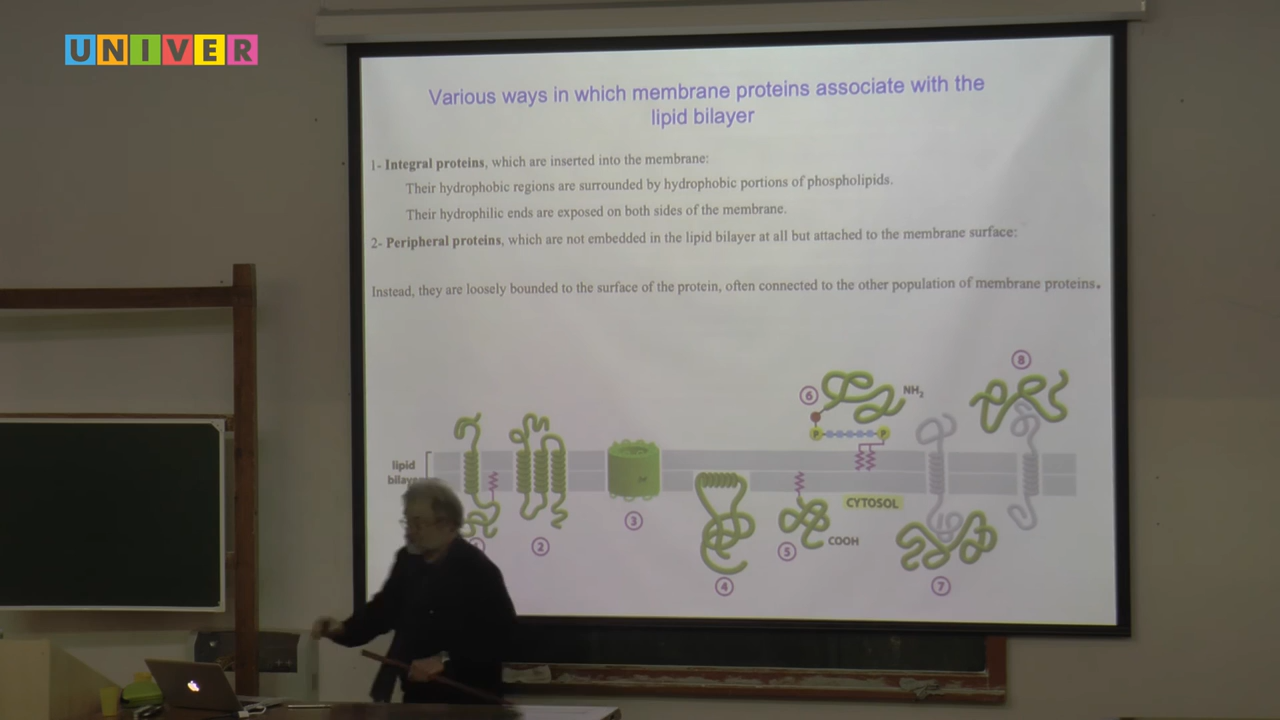 UNIVER
Various ways in which membrane proteins associate with the
lipid bilayer
1- Integral proteins, which are inserted into the membrane:
Their hydrophobic regions are surrounded by hydrophobic portions of phospholipids.
Their hydrophilic ends are exposed on both sides of the membrane.
2- Peripheral proteins, which are not embedded in the lipid bilayer at all but attached to the membrane surface:
Instead, they are loosely bounded to the surface of the protein, often connected to the other population of membrane proteins.
8
6
NH2
P
P
lipid
bilayer
CYTOSOL
3
COOH
2
5
4
7